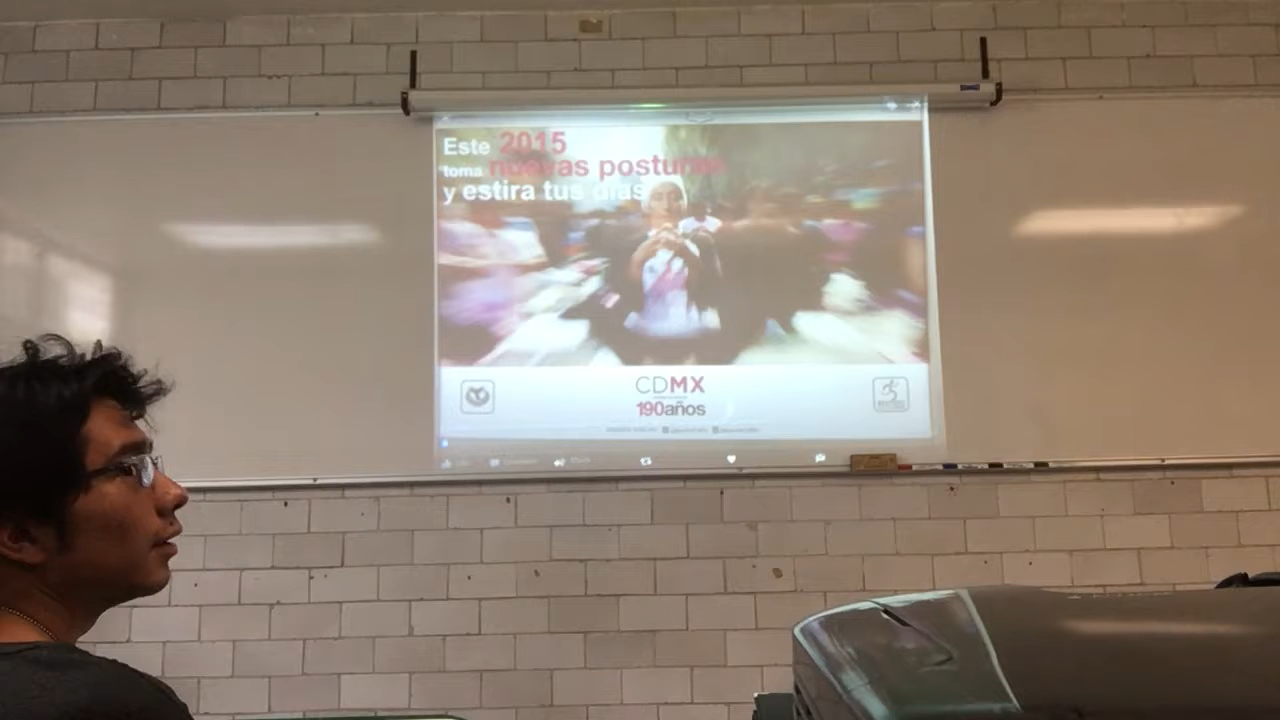 Este 2015
toma nuevas posturas
y estira tus días
CDMX
190años